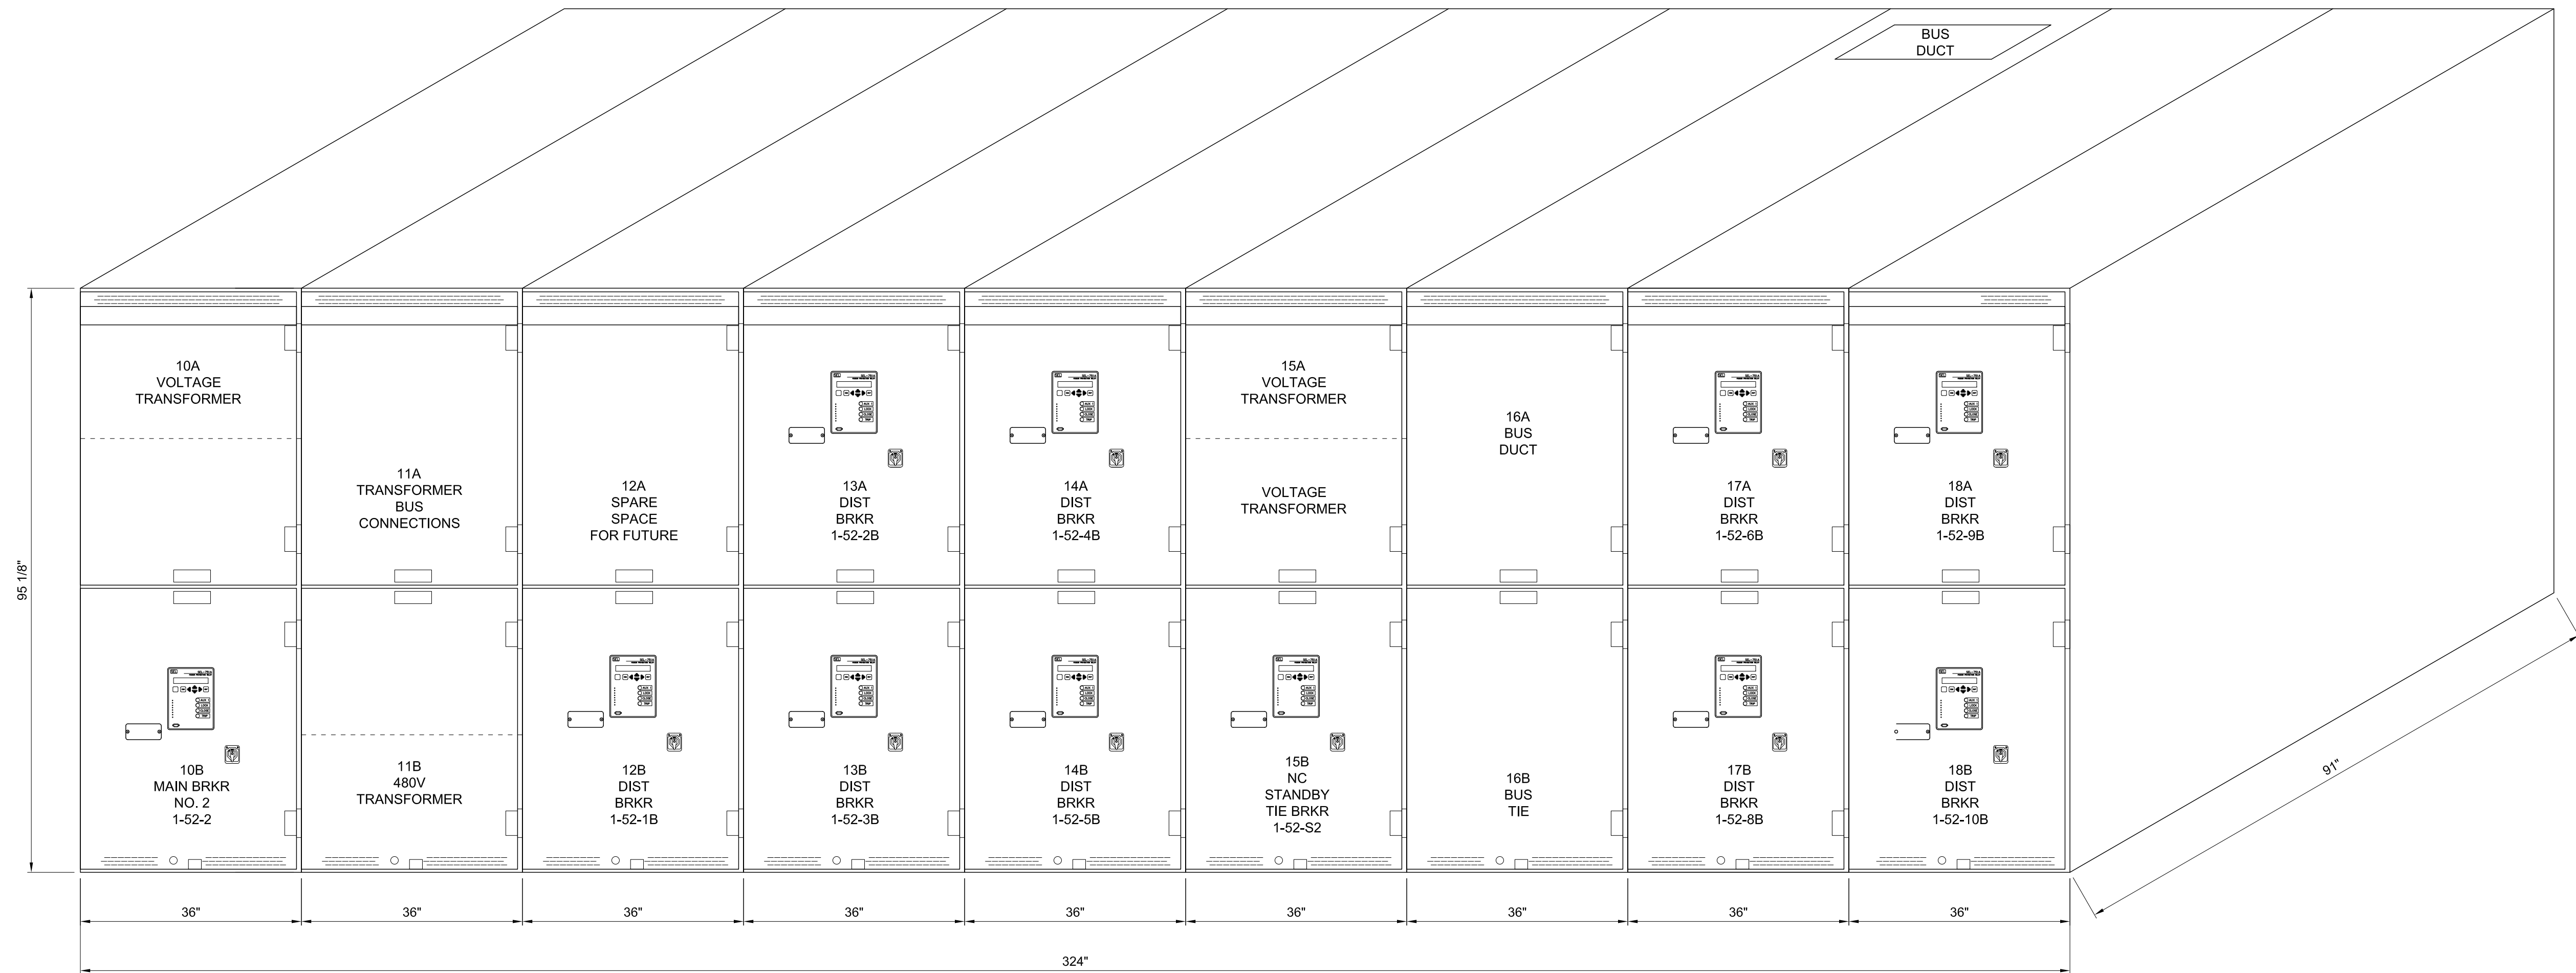 BUS
DUCT
10A
VOLTAGE
TRANSFORMER
11A
TRANSFORMER
BUS
CONNECTIONS
12A
SPARE
SPACE
FOR FUTURE
13A
DIST
BRKR
1-52-2B
14A
DIST
BRKR
1-52-4B
15A
VOLTAGE
TRANSFORMER
VOLTAGE
TRANSFORMER
16A
BUS
DUCT
17A
DIST
BRKR
1-52-6B
18A
DIST
BRKR
1-52-9B
95 1/8"
10B
MAIN BRKR
NO. 2
1-52-2
11B
480V
TRANSFORMER
12B
DIST
BRKR
1-52-1B
13B
DIST
BRKR
1-52-3B
14B
DIST
BRKR
1-52-5B
15B
NC
STANDBY
TIE BRKR
1-52-S2
16B
BUS
TIE
17B
DIST
BRKR
1-52-8B
18B
DIST
BRKR
1-52-10B
91"
36"
36"
36"
36"
36"
36"
36"
36"
36"
324"